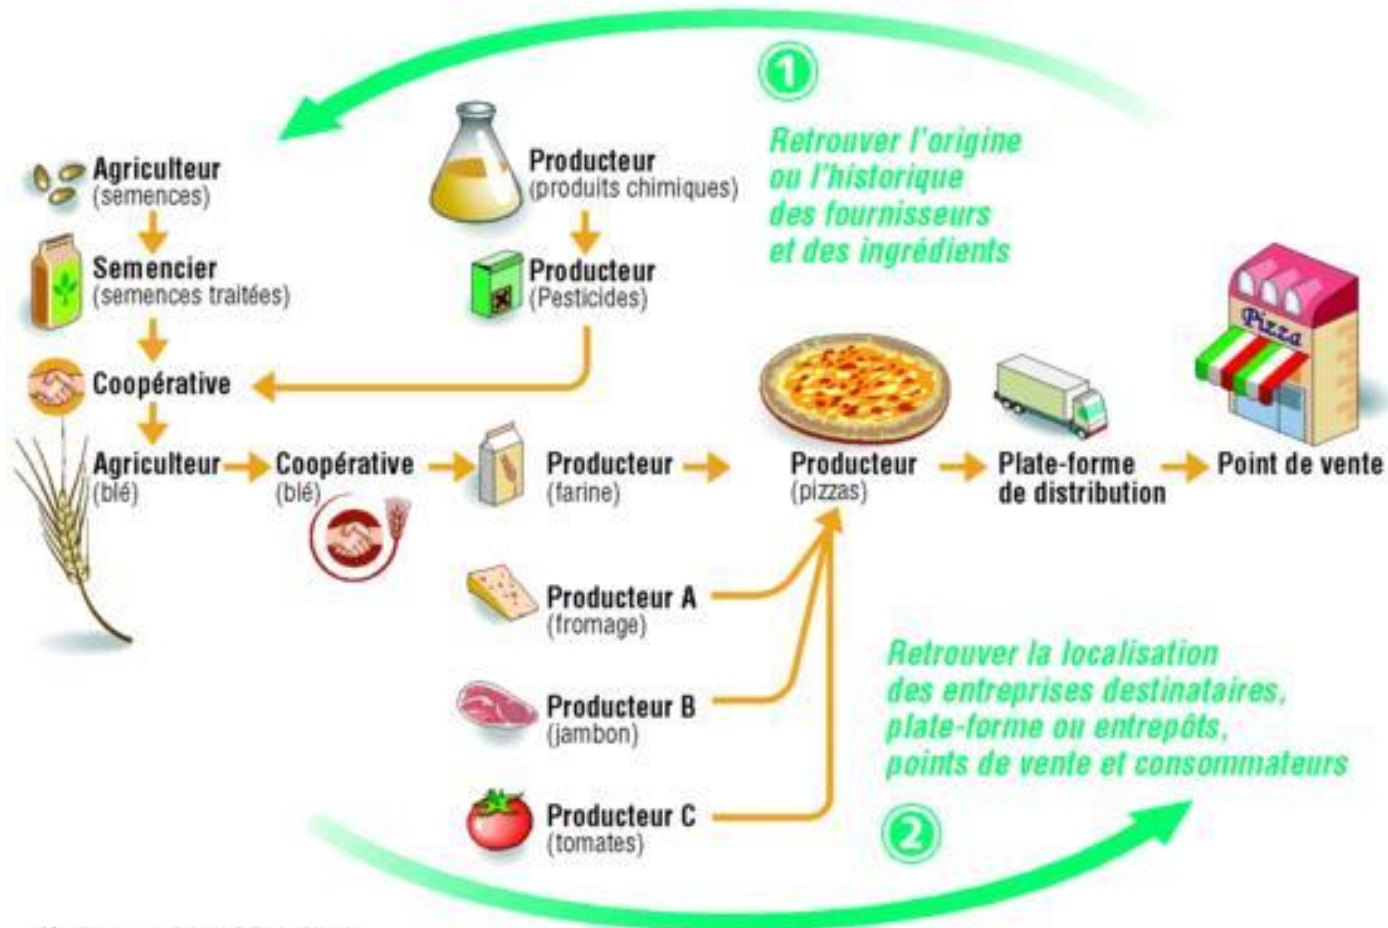 1
Retrouver l'origine
ou l'historique
des fournisseurs
et des ingrédients
Agriculteur
(semences)
Producteur
(produits chimiques)
Semencier
(semences traitées)
Producteur
(Pesticides)
Pizza
Coopérative
Agriculteur
(blé)
Coopérative
(blé)
Producteur
(farine)
Producteur
(pizzas)
Plate-forme
de distribution
Point de vente
Producteur A
(fromage)
Producteur B
(jambon)
Producteur C
(tomates)
Retrouver la localisation
des entreprises destinataires,
plate-forme ou entrepôts,
points de vente et consommateurs
2